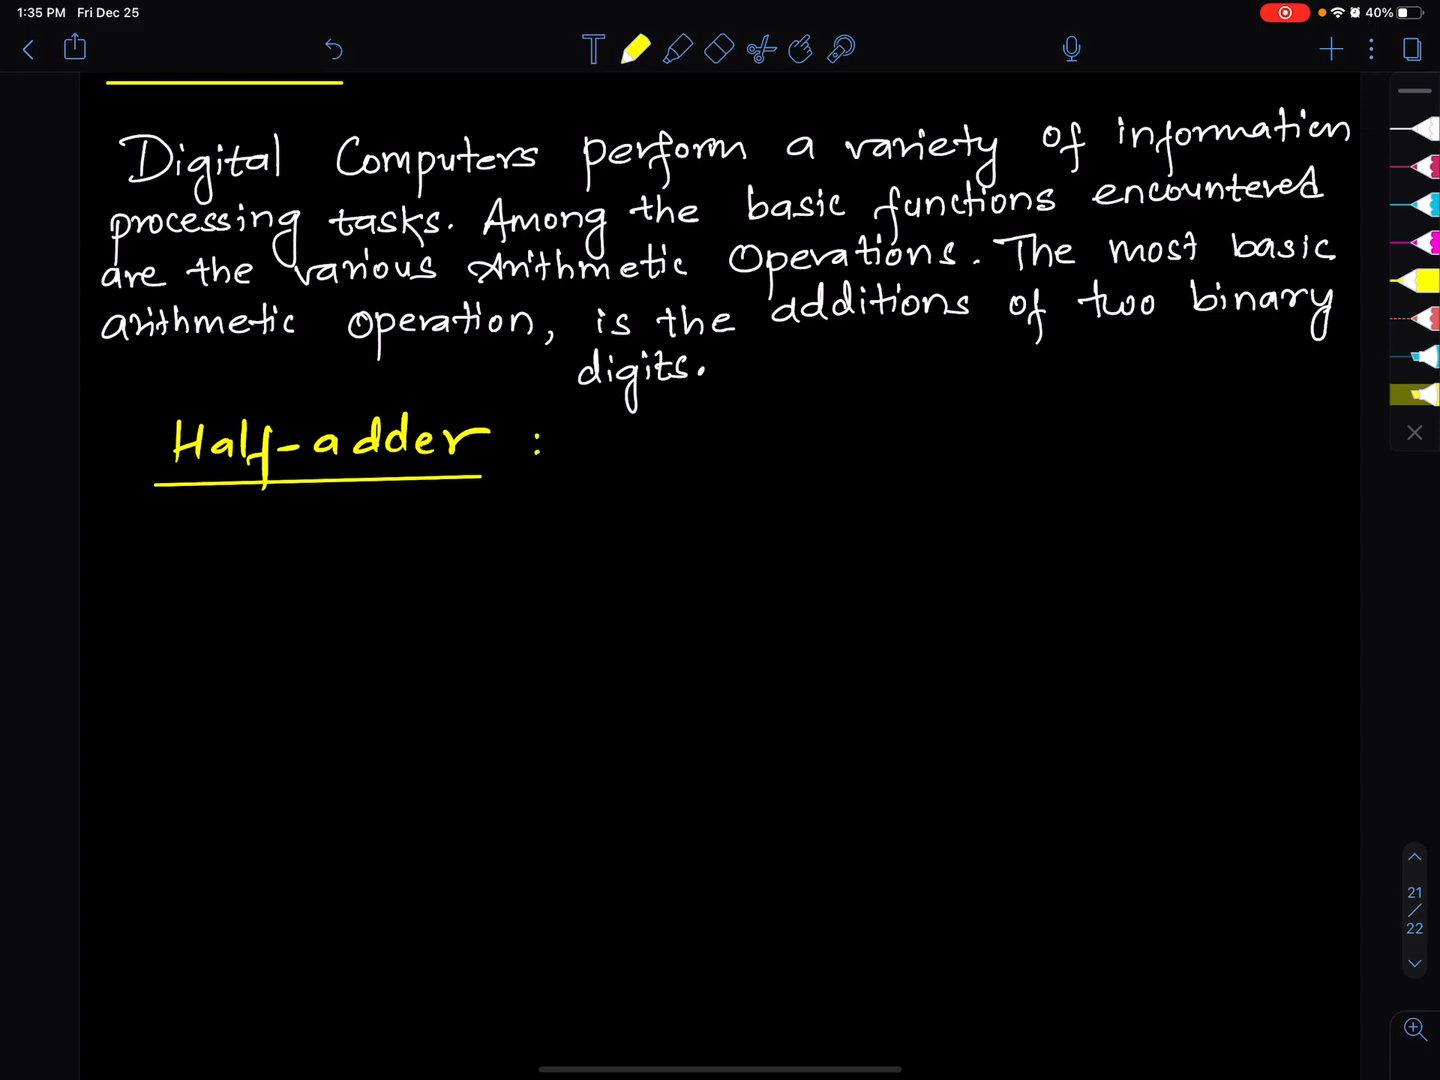 1:35 PM Fri Dec 25
40%
Digital Computers perform a variety of information
processing tasks. Among the basic functions encountered
are the various Arithmetic Operations. The most basic
arithmetic operation, is the additions of two binary
digits.
Half-adder :
21
/
22